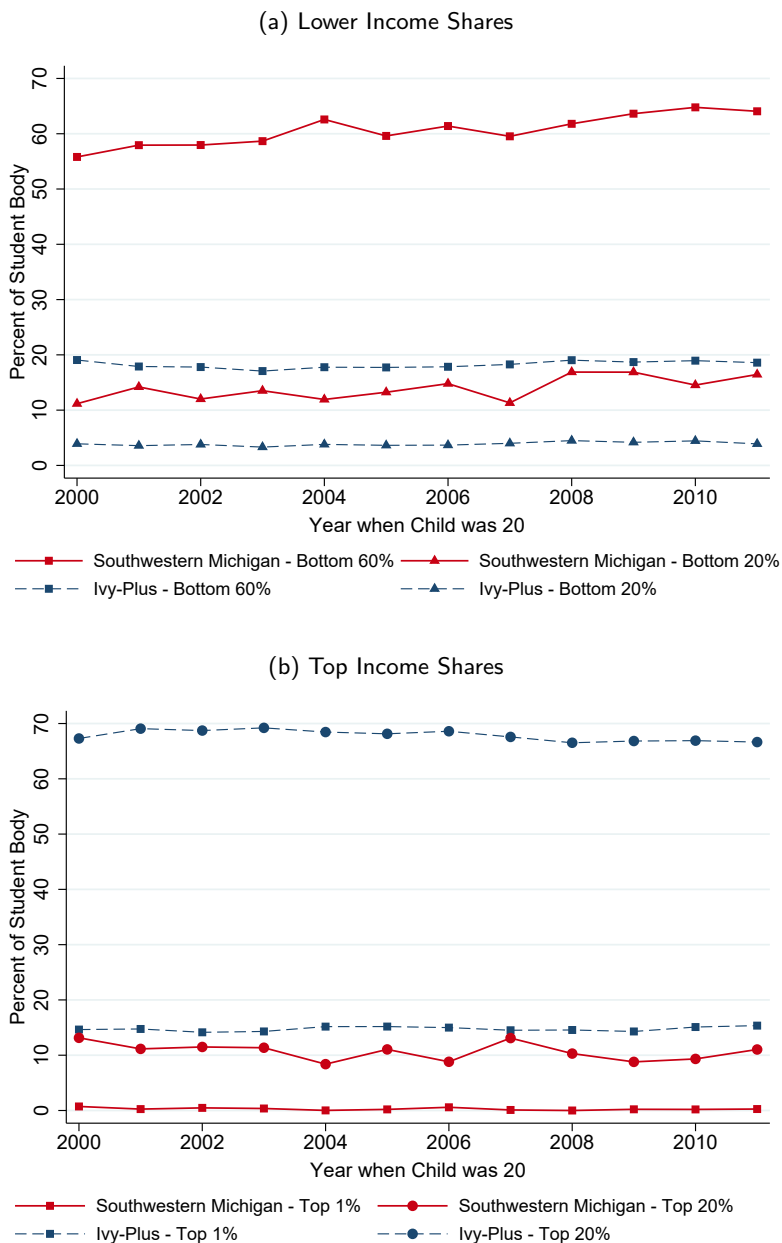 (a) Lower Income Shares
70
60
50
40
30
20
10
0
Percent of Student Body
2000 2002 2004 2006 2008 2010
Year when Child was 20
Southwestern Michigan - Bottom 60% Southwestern Michigan - Bottom 20%
Ivy-Plus - Bottom 60% Ivy-Plus - Bottom 20%
(b) Top Income Shares
70
60
50
40
30
20
10
0
Percent of Student Body
2000 2002 2004 2006 2008 2010
Year when Child was 20
Southwestern Michigan - Top 1% Southwestern Michigan - Top 20%
Ivy-Plus - Top 1% Ivy-Plus - Top 20%